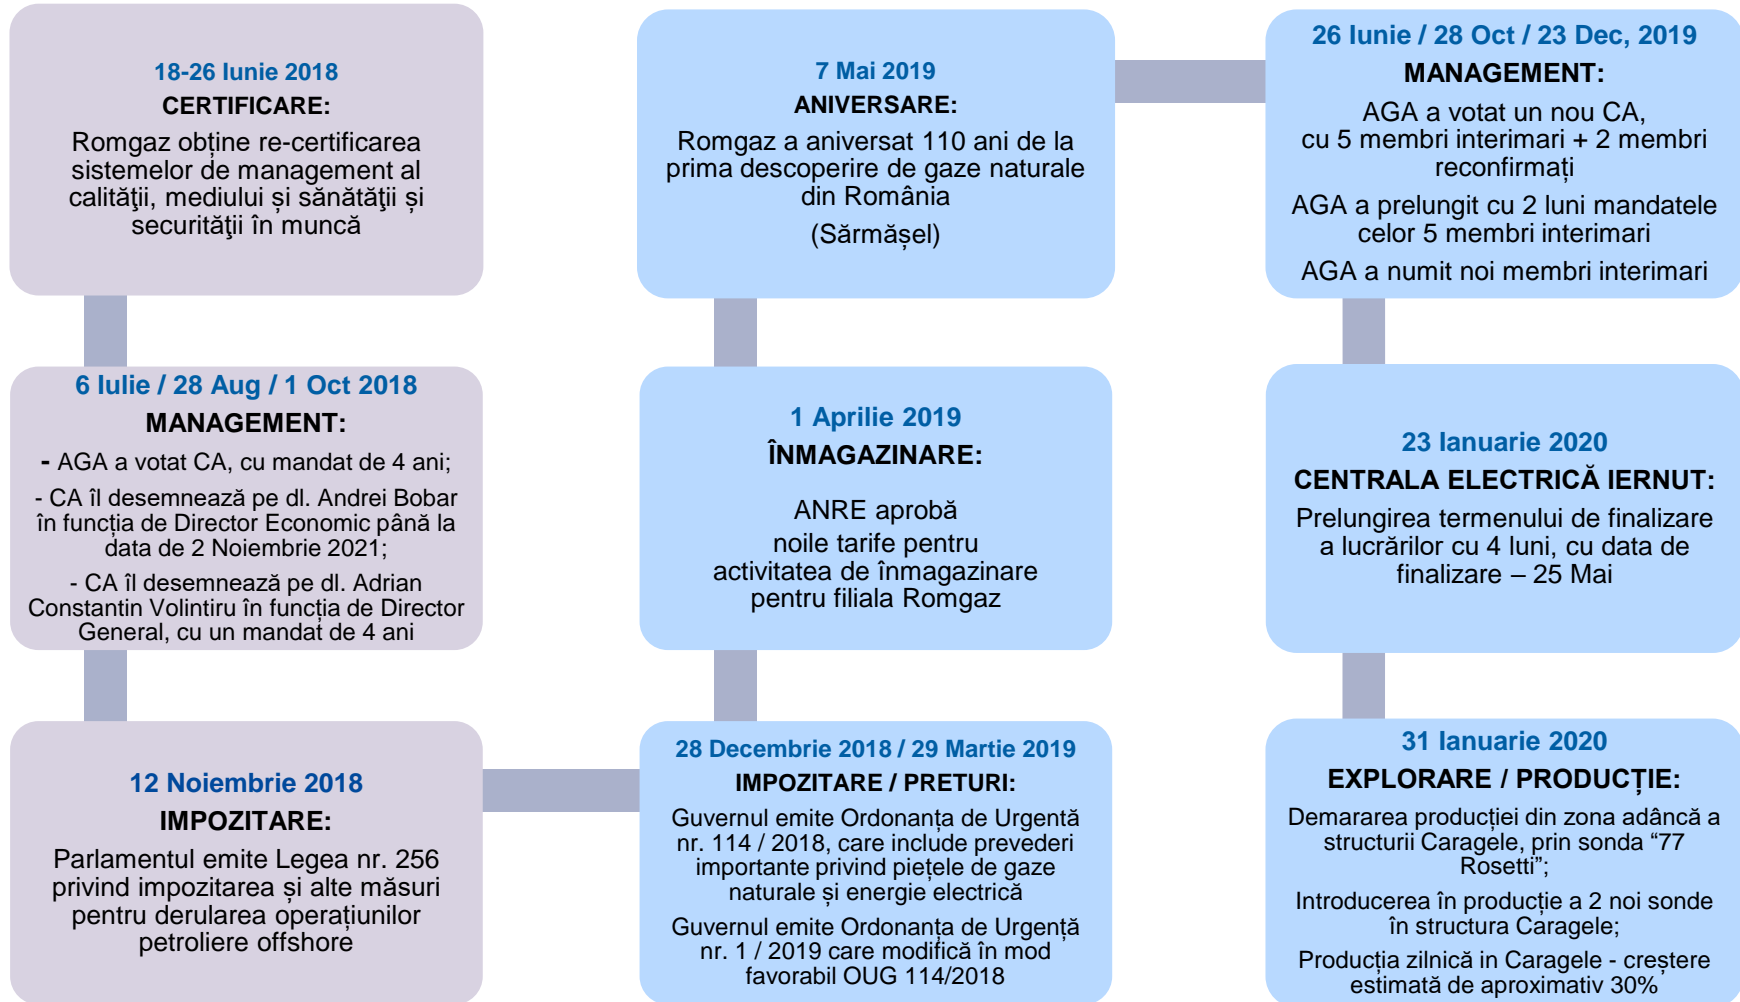 18-26 Iunie 2018
CERTIFICARE:
Romgaz obține re-certificarea
sistemelor de management al
calităţii, mediului și sănătăţii și
securităţii în muncă
6 Iulie / 28 Aug / 1 Oct 2018
MANAGEMENT:
- AGA a votat CA, cu mandat de 4 ani;
- CA îl desemnează pe dl. Andrei Bobar
în funcția de Director Economic până la
data de 2 Noiembrie 2021;
- CA îl desemnează pe dl. Adrian
Constantin Volintiru în funcția de Director
General, cu un mandat de 4 ani
12 Noiembrie 2018
IMPOZITARE:
Parlamentul emite Legea nr. 256
privind impozitarea și alte măsuri
pentru derularea operațiunilor
petroliere offshore
28 Decembrie 2018 / 29 Martie 2019
IMPOZITARE / PRETURI:
Guvernul emite Ordonanța de Urgentă
nr. 114 / 2018, care include prevederi
importante privind piețele de gaze
naturale și energie electrică
Guvernul emite Ordonanța de Urgență
nr. 1 / 2019 care modifică în mod
favorabil OUG 114/2018
1 Aprilie 2019
ÎNMAGAZINARE:
ANRE aprobă
noile tarife pentru
activitatea de înmagazinare
pentru filiala Romgaz
7 Mai 2019
ANIVERSARE:
Romgaz a aniversat 110 ani de la
prima descoperire de gaze naturale
din România
(Sărmășel)
26 Iunie / 28 Oct / 23 Dec, 2019
MANAGEMENT:
AGA a votat un nou CA,
cu 5 membri interimari + 2 membri
reconfirmați
AGA a prelungit cu 2 luni mandatele
celor 5 membri interimari
AGA a numit noi membri interimari
23 Ianuarie 2020
CENTRALA ELECTRICĂ IERNUT:
Prelungirea termenului de finalizare
a lucrărilor cu 4 luni, cu data de
finalizare – 25 Mai
31 Ianuarie 2020
EXPLORARE / PRODUCȚIE:
Demararea producției din zona adâncă a
structurii Caragele, prin sonda “77
Rosetti”;
Introducerea în producție a 2 noi sonde
în structura Caragele;
Producția zilnică in Caragele - creștere
estimată de aproximativ 30%